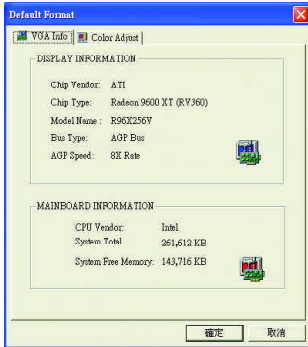 Default Format
VGA Info
Color Adjust
DISPLAY INFORMATION
Chip Vendor: ATI
Chip Type: Radeon 9600 XT (RV360)
Model Name : R96X256V
Bus Type: AGP Bus
AGP Speed: 8X Rate
MAINBOARD INFORMATION
CPU Vendor: Intel
System Total 261,612 KB
System Free Memory: 143,716 KB
確定
取消